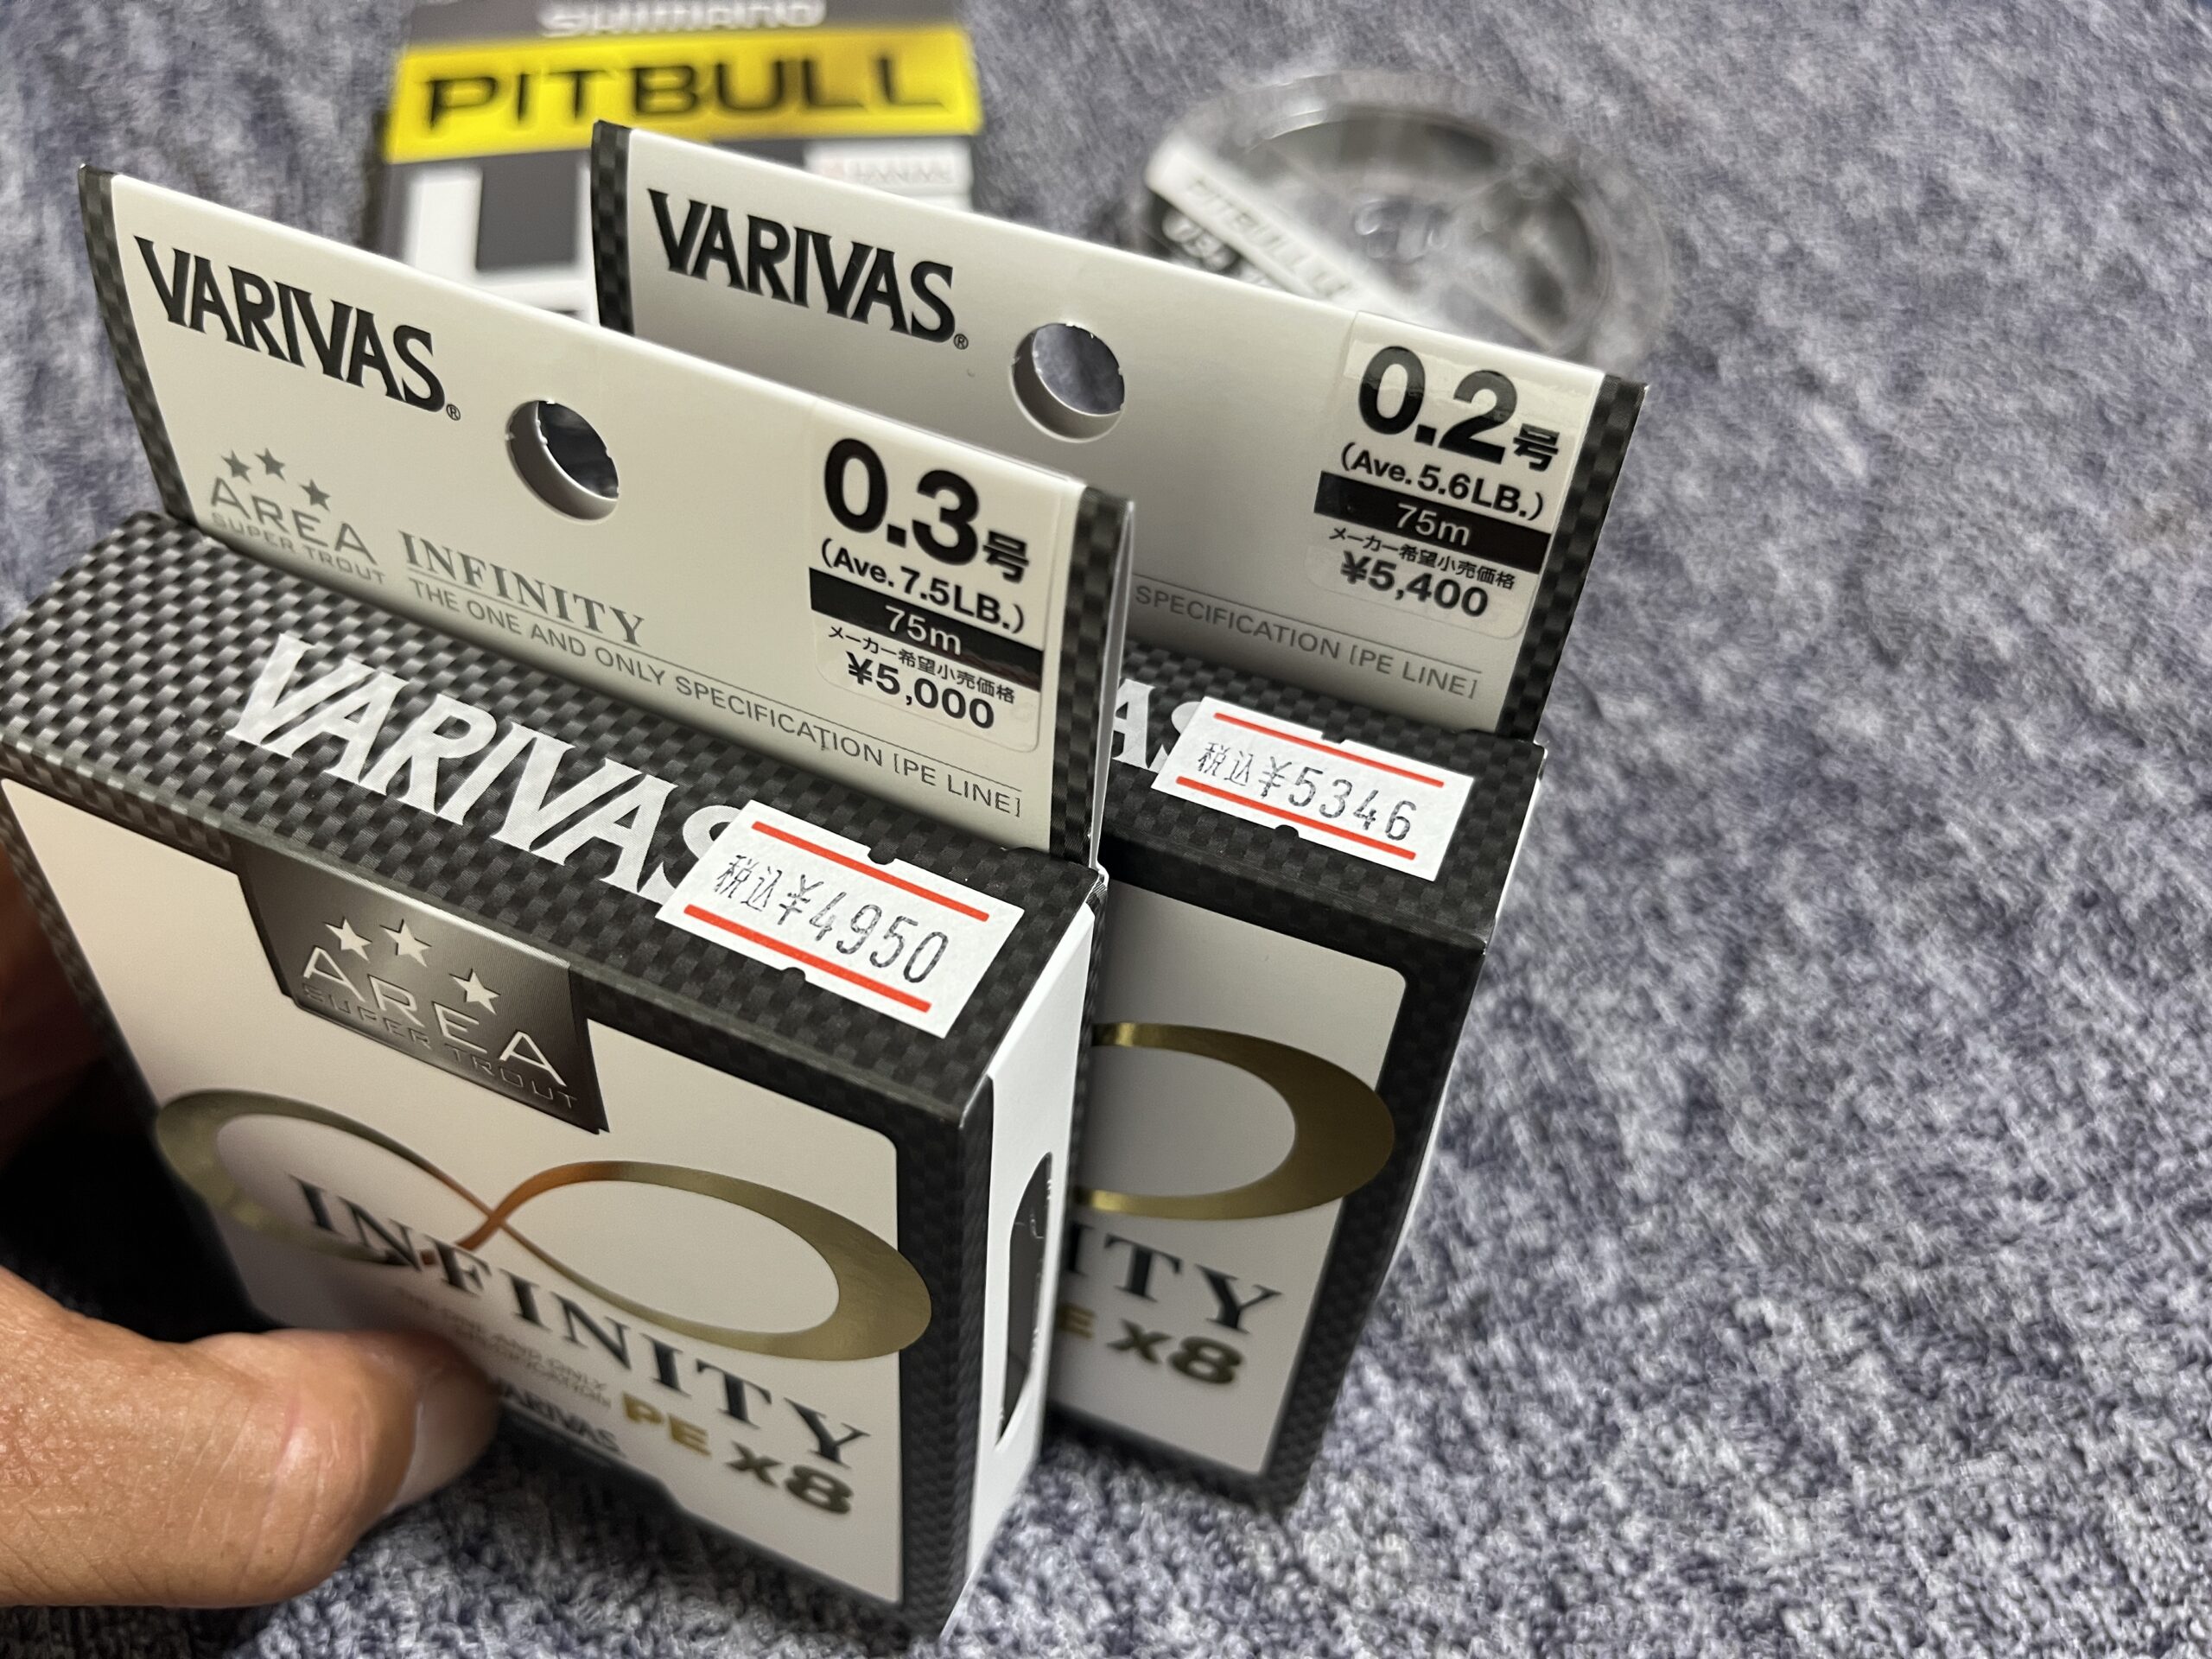 SHIMANO
PITBULL
VARIVAS®
0.2号
(Ave.5.6LB.)
75m
メーカー希望小売価格
¥5,400
SPECIFICATION [PE LINE]
税込¥5346
ITY
E X8
VARIVAS®
AREA
SUPER TROUT
INFINITY
THE ONE AND ONLY SPECIFICATION [PE LINE]
0.3号
(Ave.7.5LB.)
75m
メーカー希望小売価格
¥5,000
VARIVAS
税込¥4950
AREA
SUPER TROUT
INFINITY
PE X8
VARIVAS